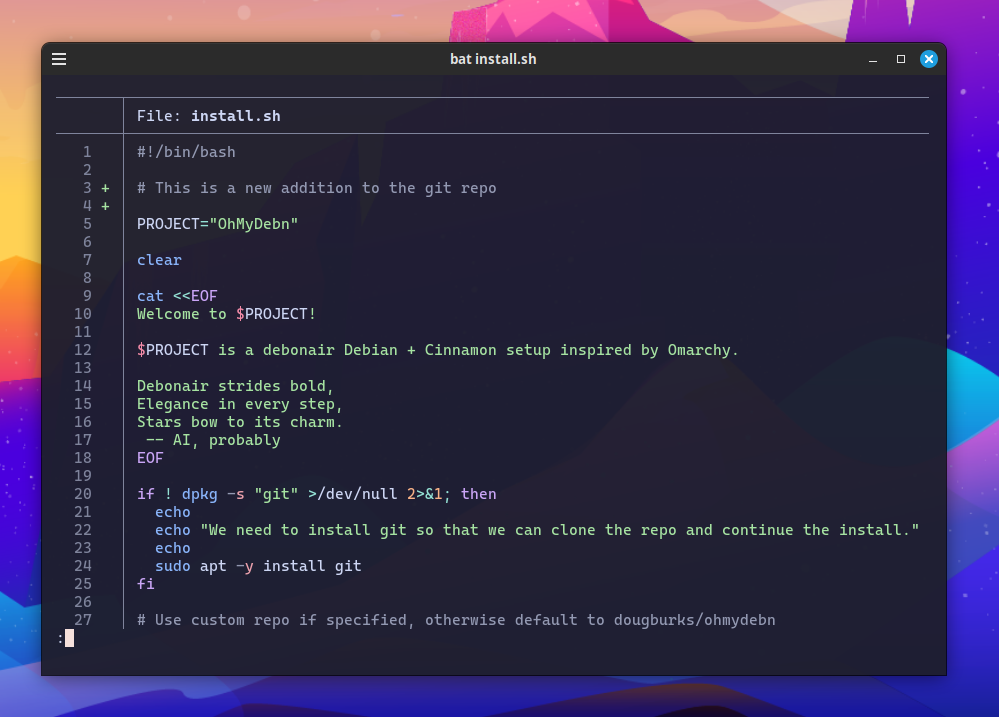 bat install.sh
File: install.sh
1 #!/bin/bash
2
3 + # This is a new addition to the git repo
4 +
5 PROJECT="OhMyDebn"
6
7 clear
8
9 cat <<EOF
10 Welcome to $PROJECT!
11
12 $PROJECT is a debonair Debian + Cinnamon setup inspired by Omarchy.
13
14 Debonair strides bold,
15 Elegance in every step,
16 Stars bow to its charm.
17  -- AI, probably
18 EOF
19
20 if ! dpkg -s "git" >/dev/null 2>&1; then
21   echo
22   echo "We need to install git so that we can clone the repo and continue the install."
23   echo
24   sudo apt -y install git
25 fi
26
27 # Use custom repo if specified, otherwise default to dougburks/ohmydebn
: